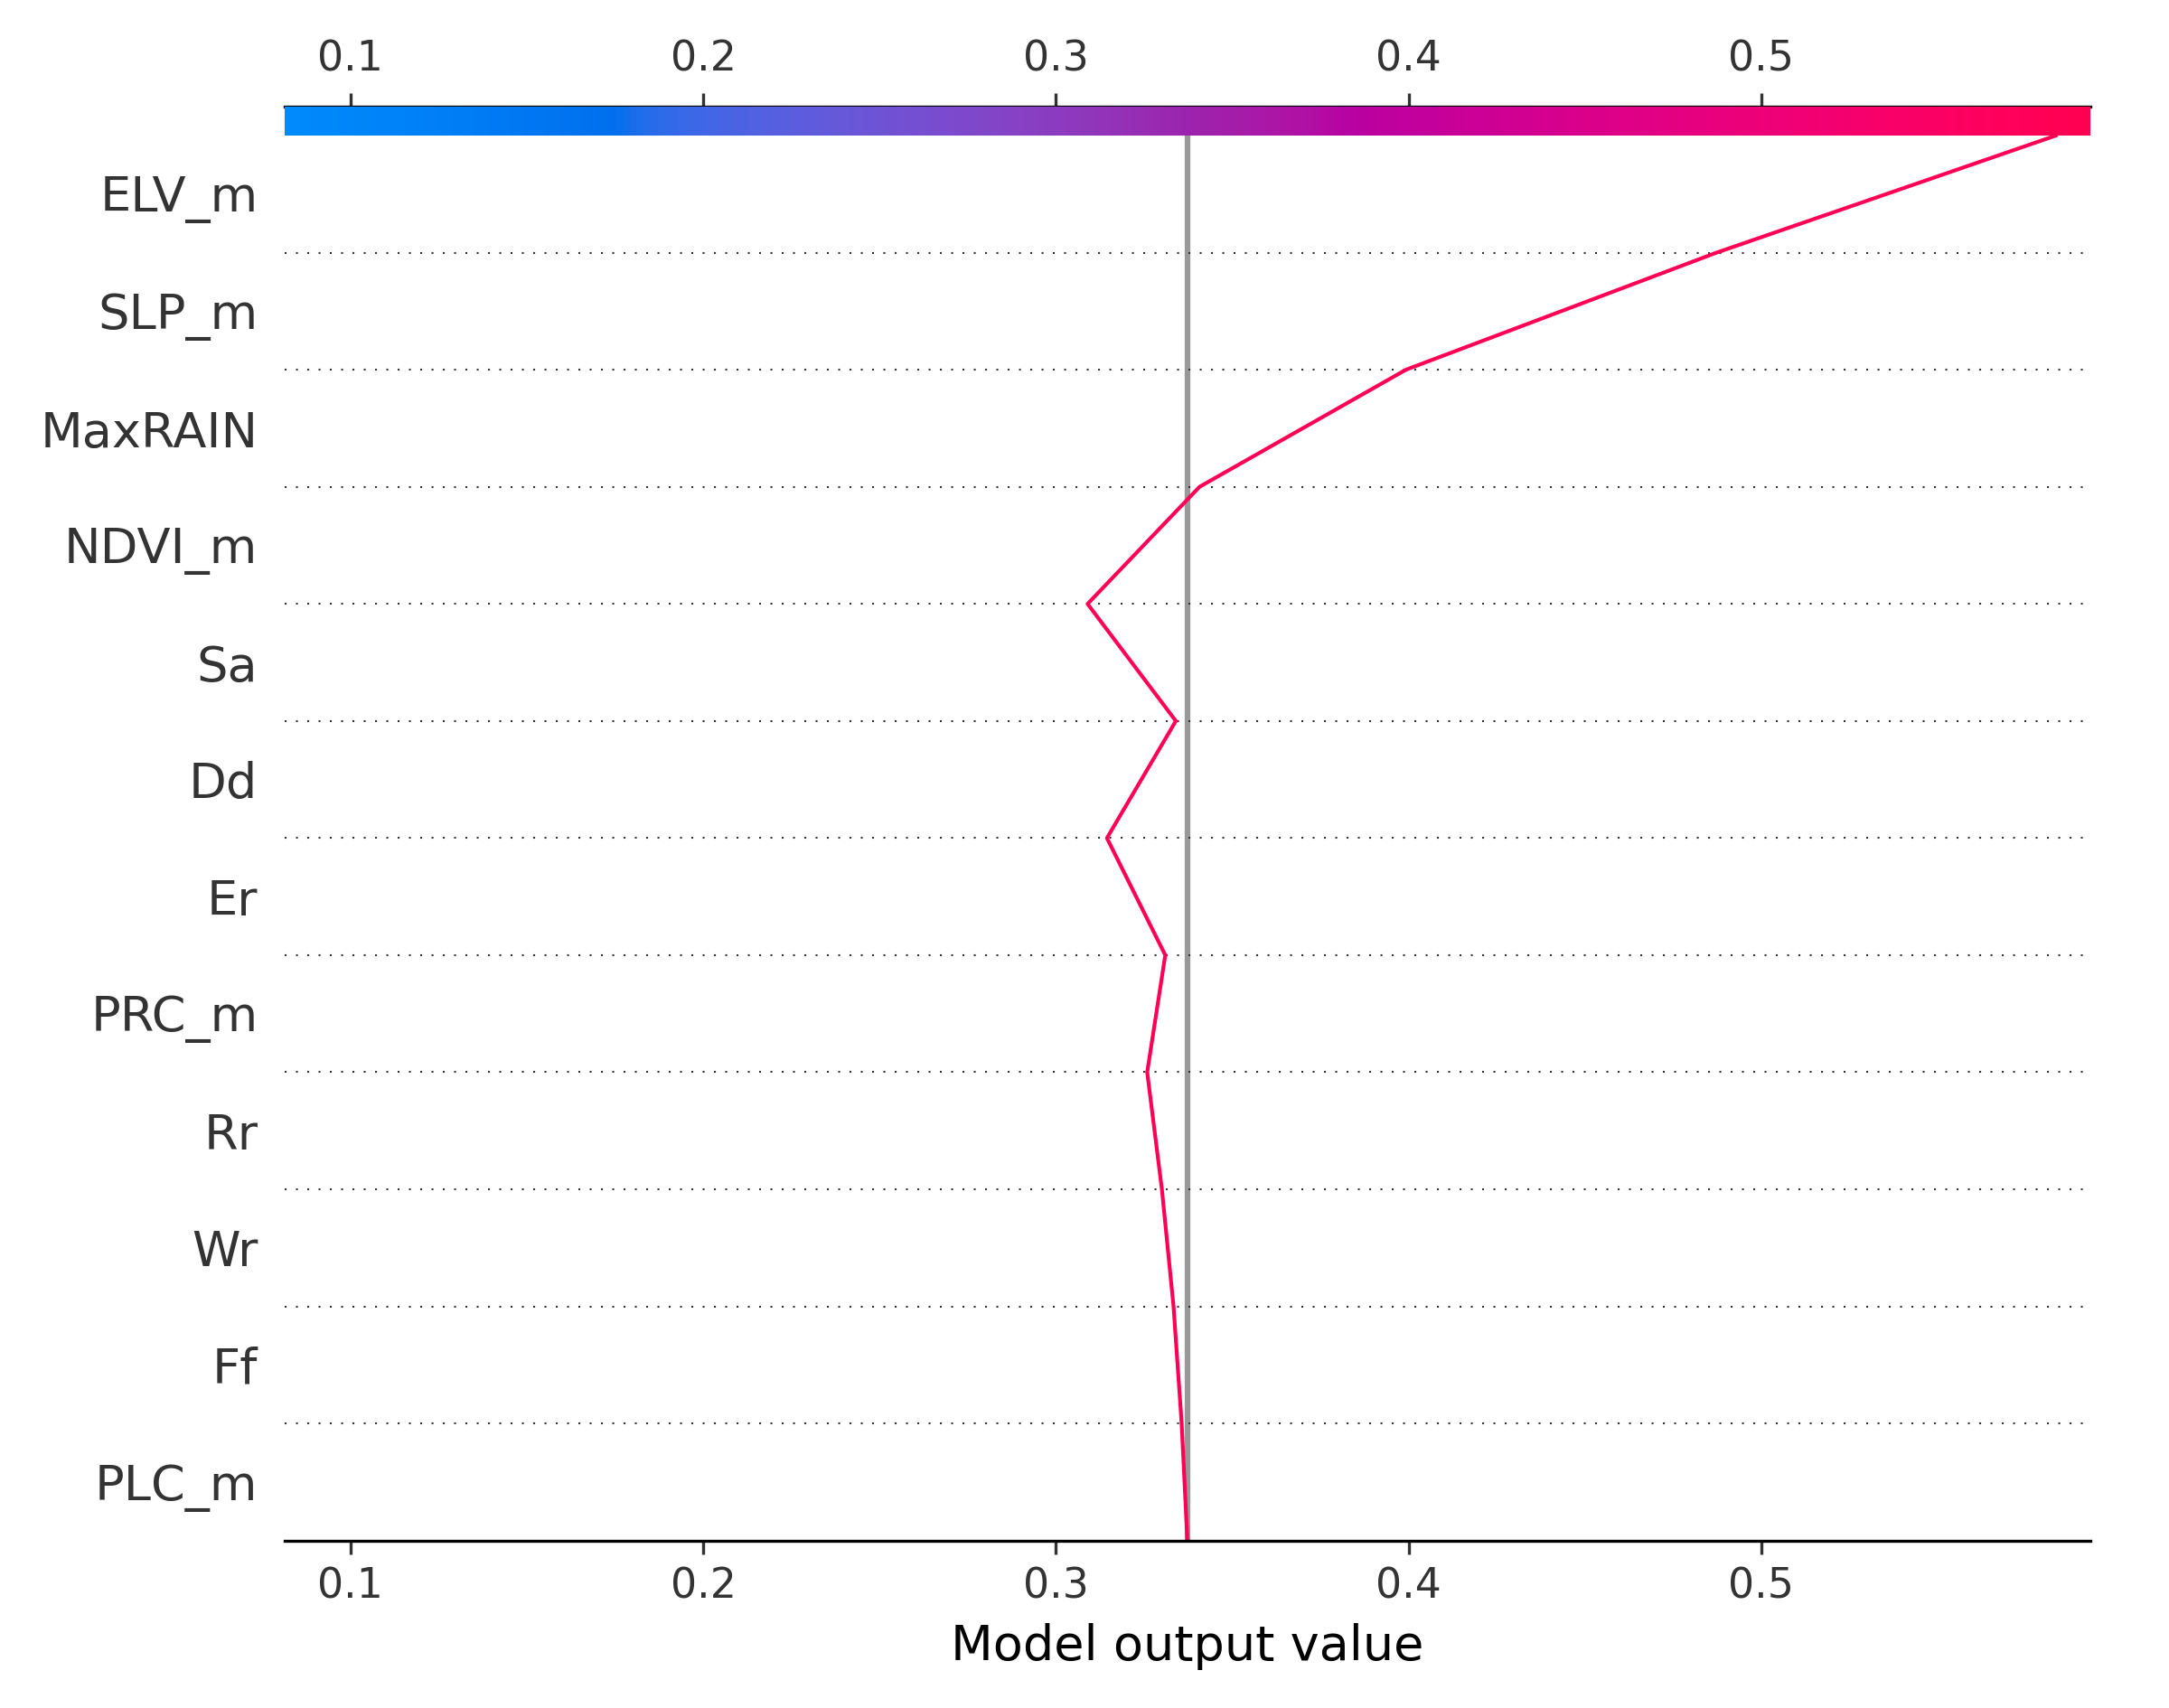 0.1 0.2 0.3 0.4 0.5
ELV_m
SLP_m
MaxRAIN
NDVI_m
Sa
Dd
Er
PRC_m
Rr
Wr
Ff
PLC_m
0.1 0.2 0.3 0.4 0.5
Model output value